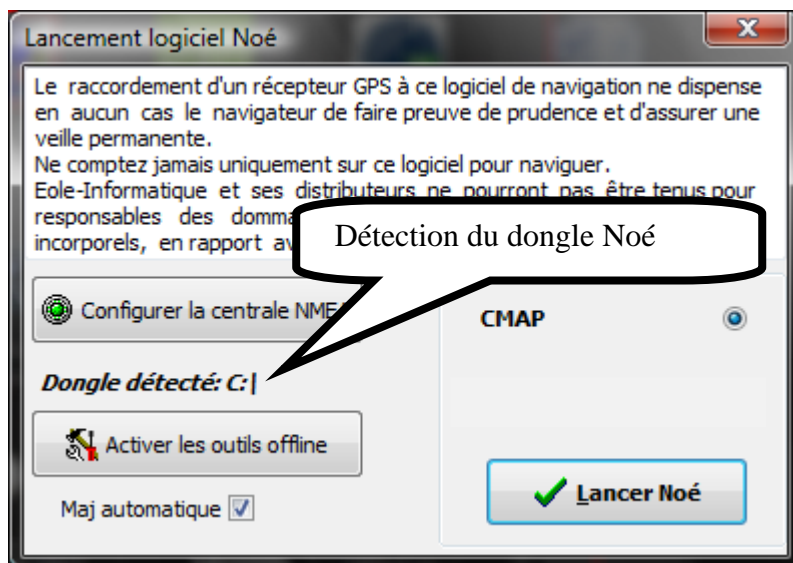 Lancement logiciel Noé
Le raccordement d'un récepteur GPS à ce logiciel de navigation ne dispense
en aucun cas le navigateur de faire preuve de prudence et d'assurer une
veille permanente.
Ne comptez jamais uniquement sur ce logiciel pour naviguer.
Eole-Informatique et ses distributeurs ne pourront pas être tenus pour
responsables des
incorporels, en rapport
Détection du dongle Noé
Configurer la centrale
CMAP
Dongle détecté: C:|
Activer les outils offline
Maj automatique
Lancer Noé